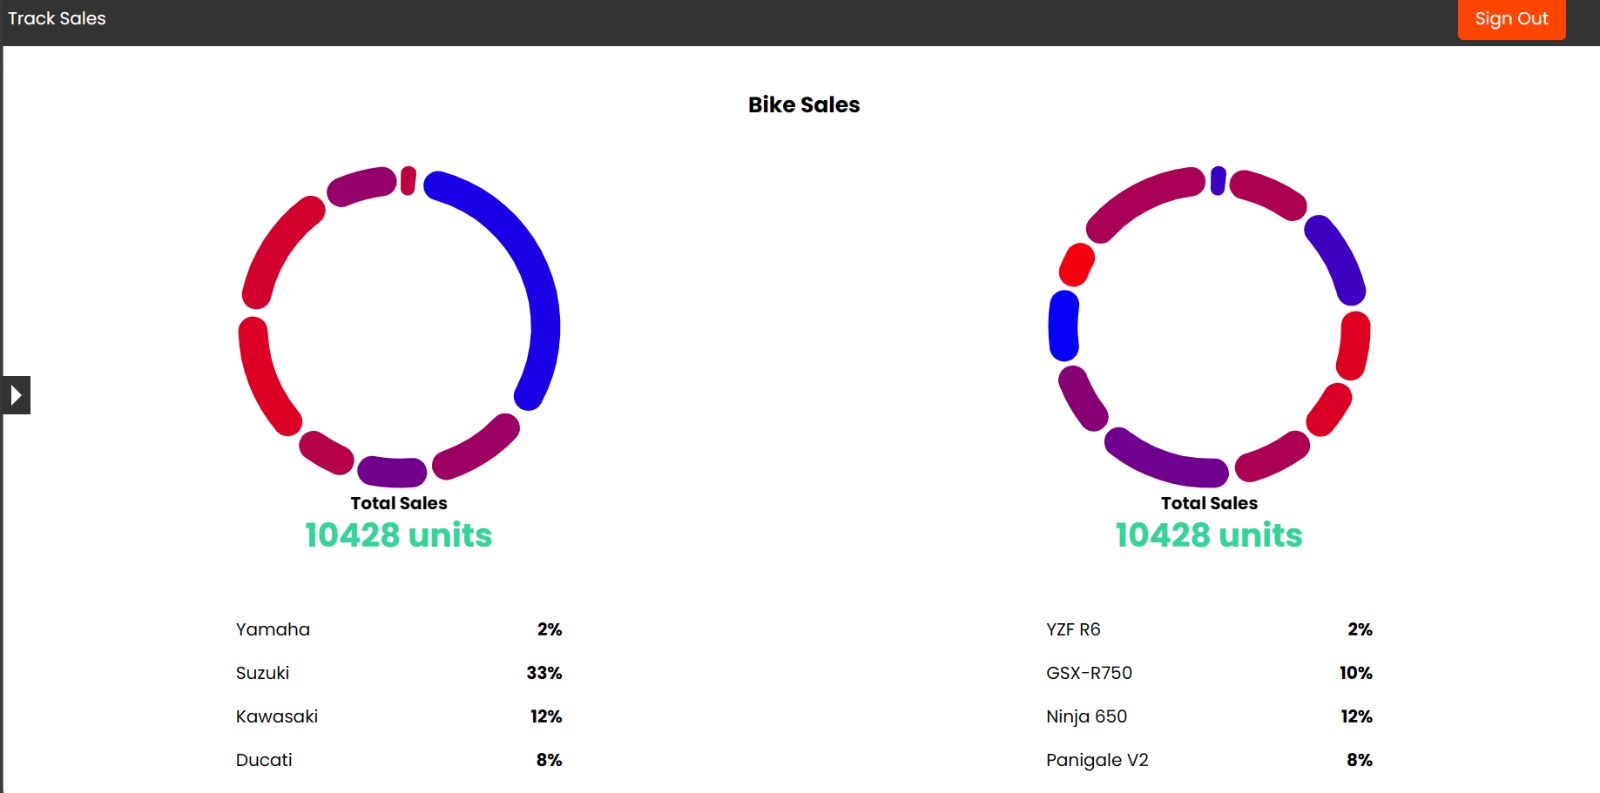 Track Sales
Sign Out
Bike Sales
Total Sales
10428 units
Yamaha 2%
Suzuki 33%
Kawasaki 12%
Ducati 8%
Total Sales
10428 units
YZF R6 2%
GSX-R750 10%
Ninja 650 12%
Panigale V2 8%